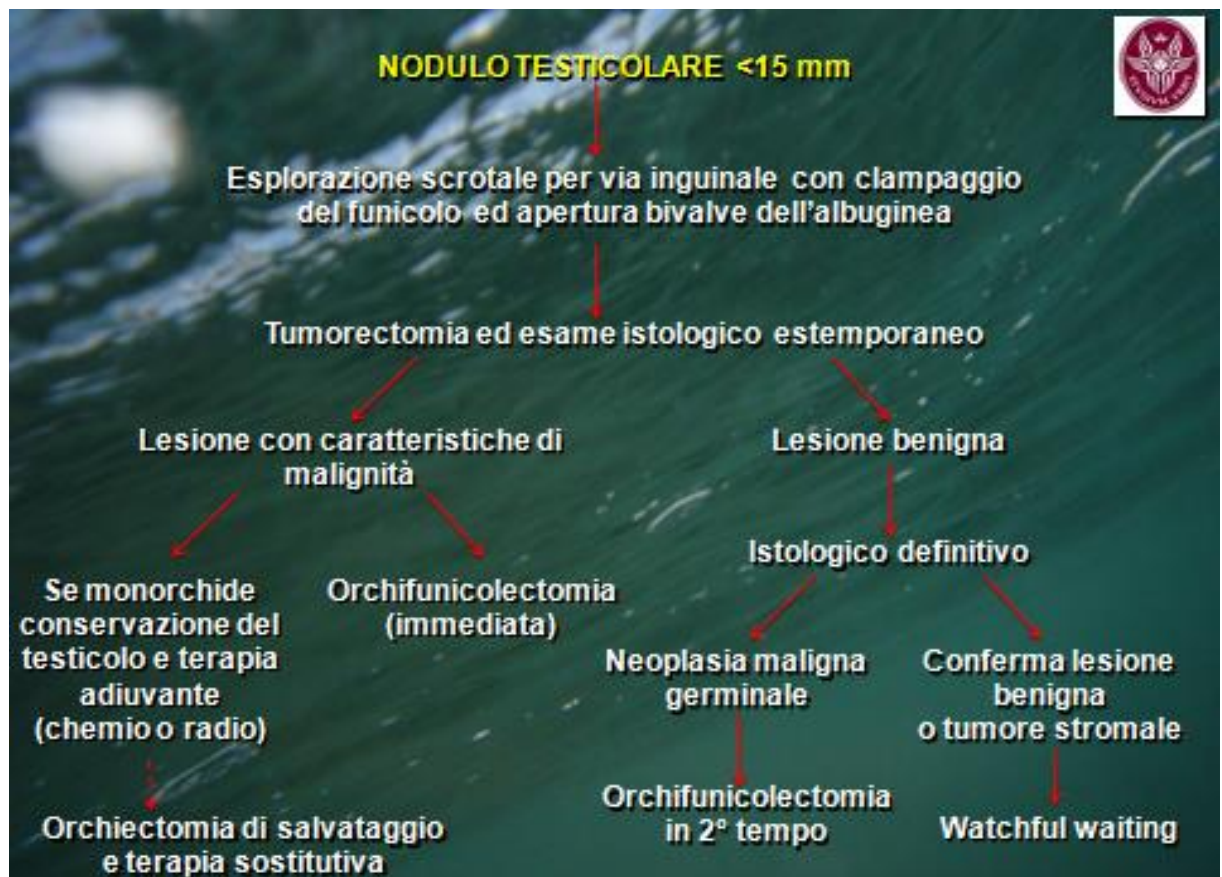 NODULO TESTICOLARE <15 mm
Esplorazione scrotale per via inguinale con clampaggio
del funicolo ed apertura bivalve dell'albuginea
Tumorectomia ed esame istologico estemporaneo
Lesione con caratteristiche di
malignità
Lesione benigna
Istologico definitivo
Se monorchide
conservazione del
testicolo e terapia
adiuvante
(chemio o radio)
Orchifunicolectomia
(immediata)
Neoplasia maligna
germinale
Conferma lesione
benigna
o tumore stromale
Orchiectomia di salvataggio
e terapia sostitutiva
Orchifunicolectomia
in 2° tempo
Watchful waiting